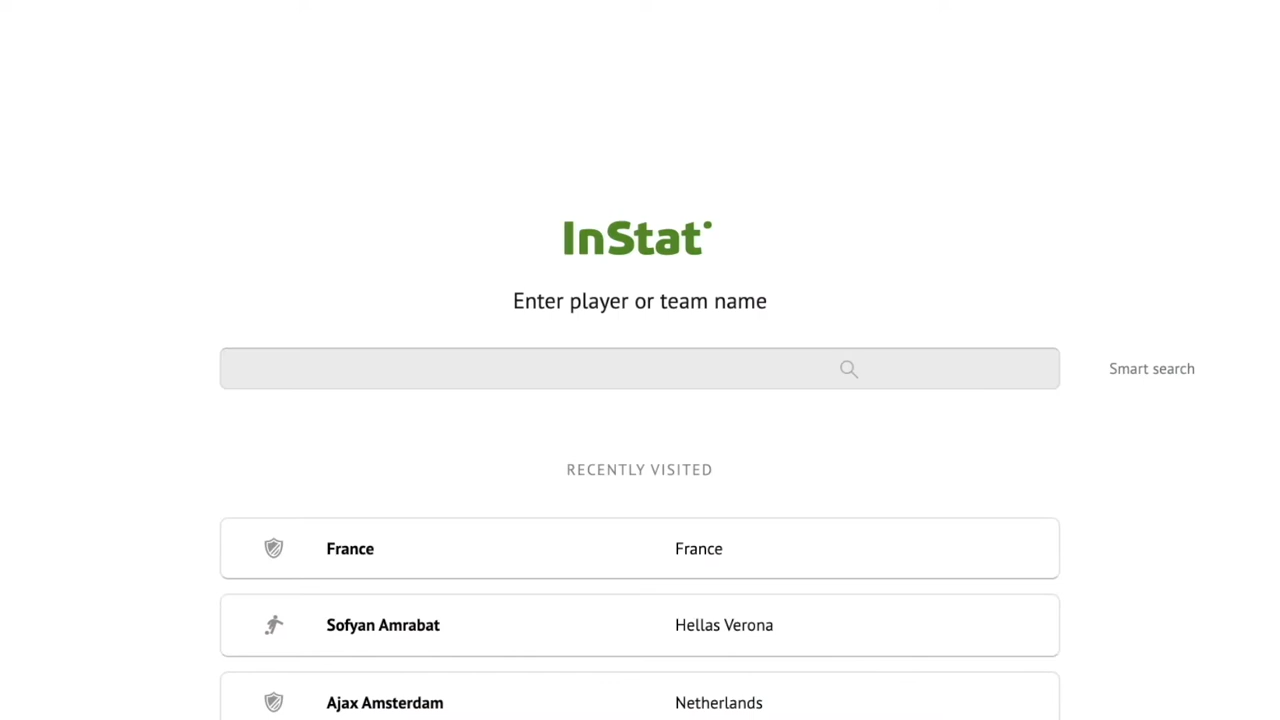 InStat
Enter player or team name
Smart search
RECENTLY VISITED
France France
Sofyan Amrabat Hellas Verona
Ajax Amsterdam Netherlands